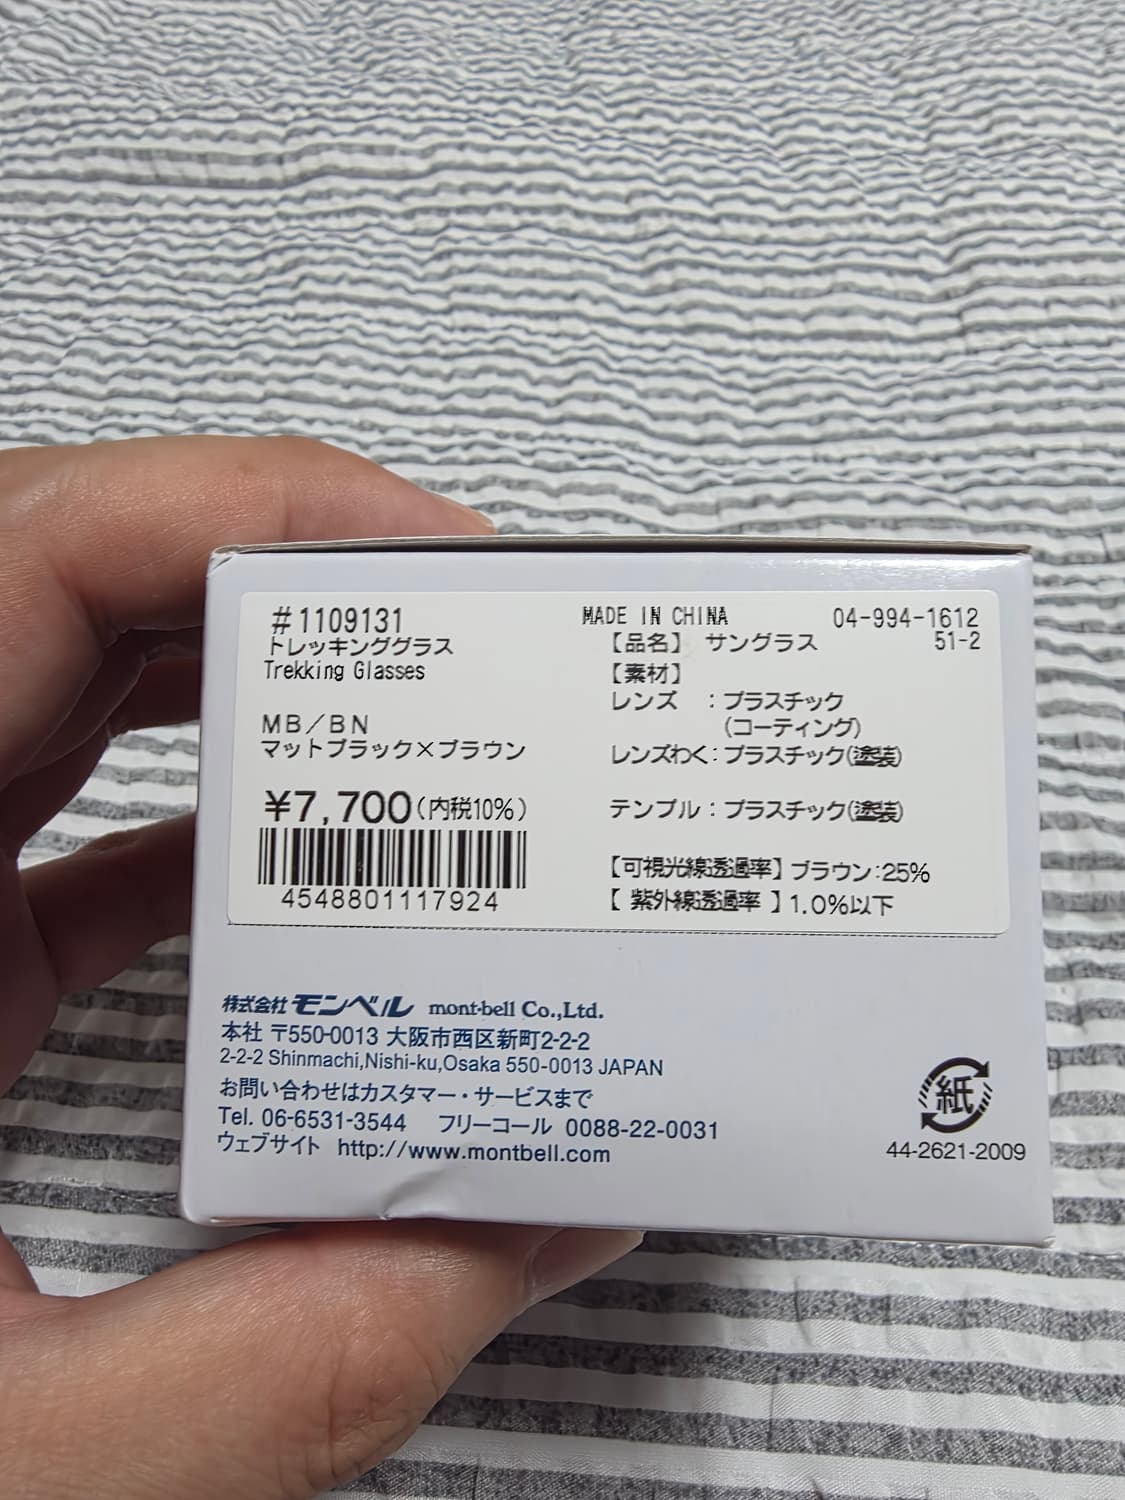 #1109131
トレッキンググラス
Trekking Glasses
MB/BN
マットブラック×ブラウン
¥7,700(内税10%)
4548801117924
MADE IN CHINA 04-994-1612
【品名】 サングラス 51-2
【素材】
レンズ :プラスチック
(コーティング)
レンズわく:プラスチック(塗装)
テンプル:プラスチック(塗装)
【可視光線透過率】ブラウン:25%
【 紫外線透過率 】1.0%以下
株式会社モンベル mont-bell Co.,Ltd.
本社 〒550-0013 大阪市西区新町2-2-2
2-2-2 Shinmachi,Nishi-ku,Osaka 550-0013 JAPAN
お問い合わせはカスタマー・サービスまで
Tel. 06-6531-3544 フリーコール 0088-22-0031
ウェブサイト http://www.montbell.com
紙
44-2621-2009